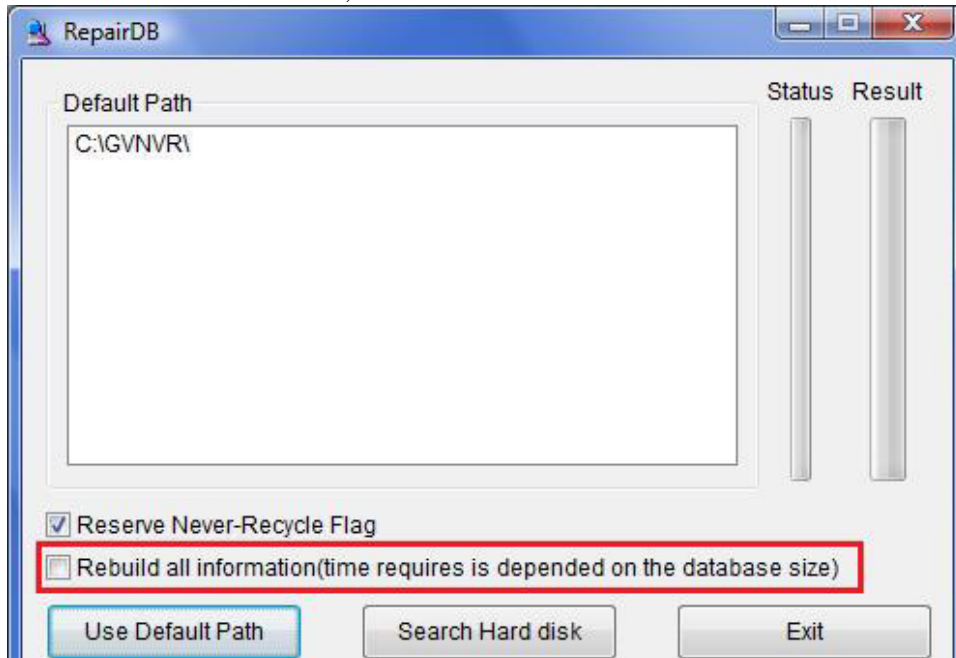 RepairDB
Default Path
Status Result
C:\GVNVR\
Reserve Never-Recycle Flag
Rebuild all information(time requires is depended on the database size)
Use Default Path Search Hard disk Exit